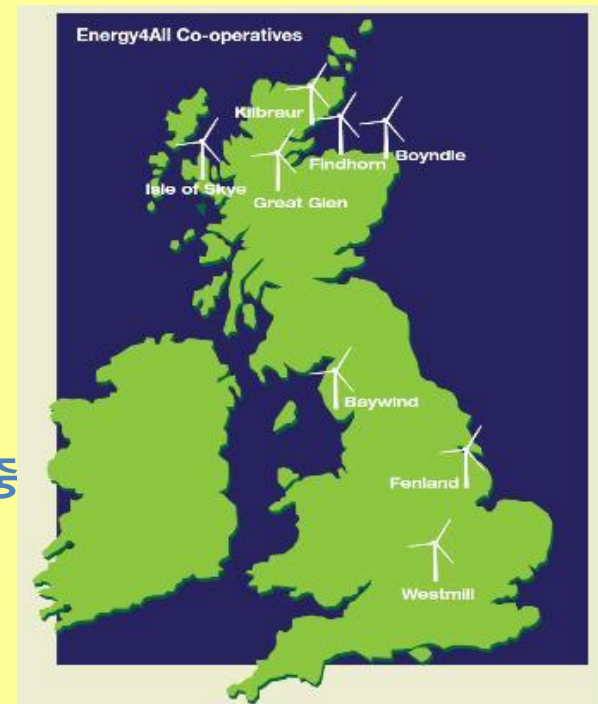 Energy4All Co-operatives
Kilbraur
Findhorn
Boyndie
Isle of Skye
Great Glen
Baywind
Fenland
Westmill